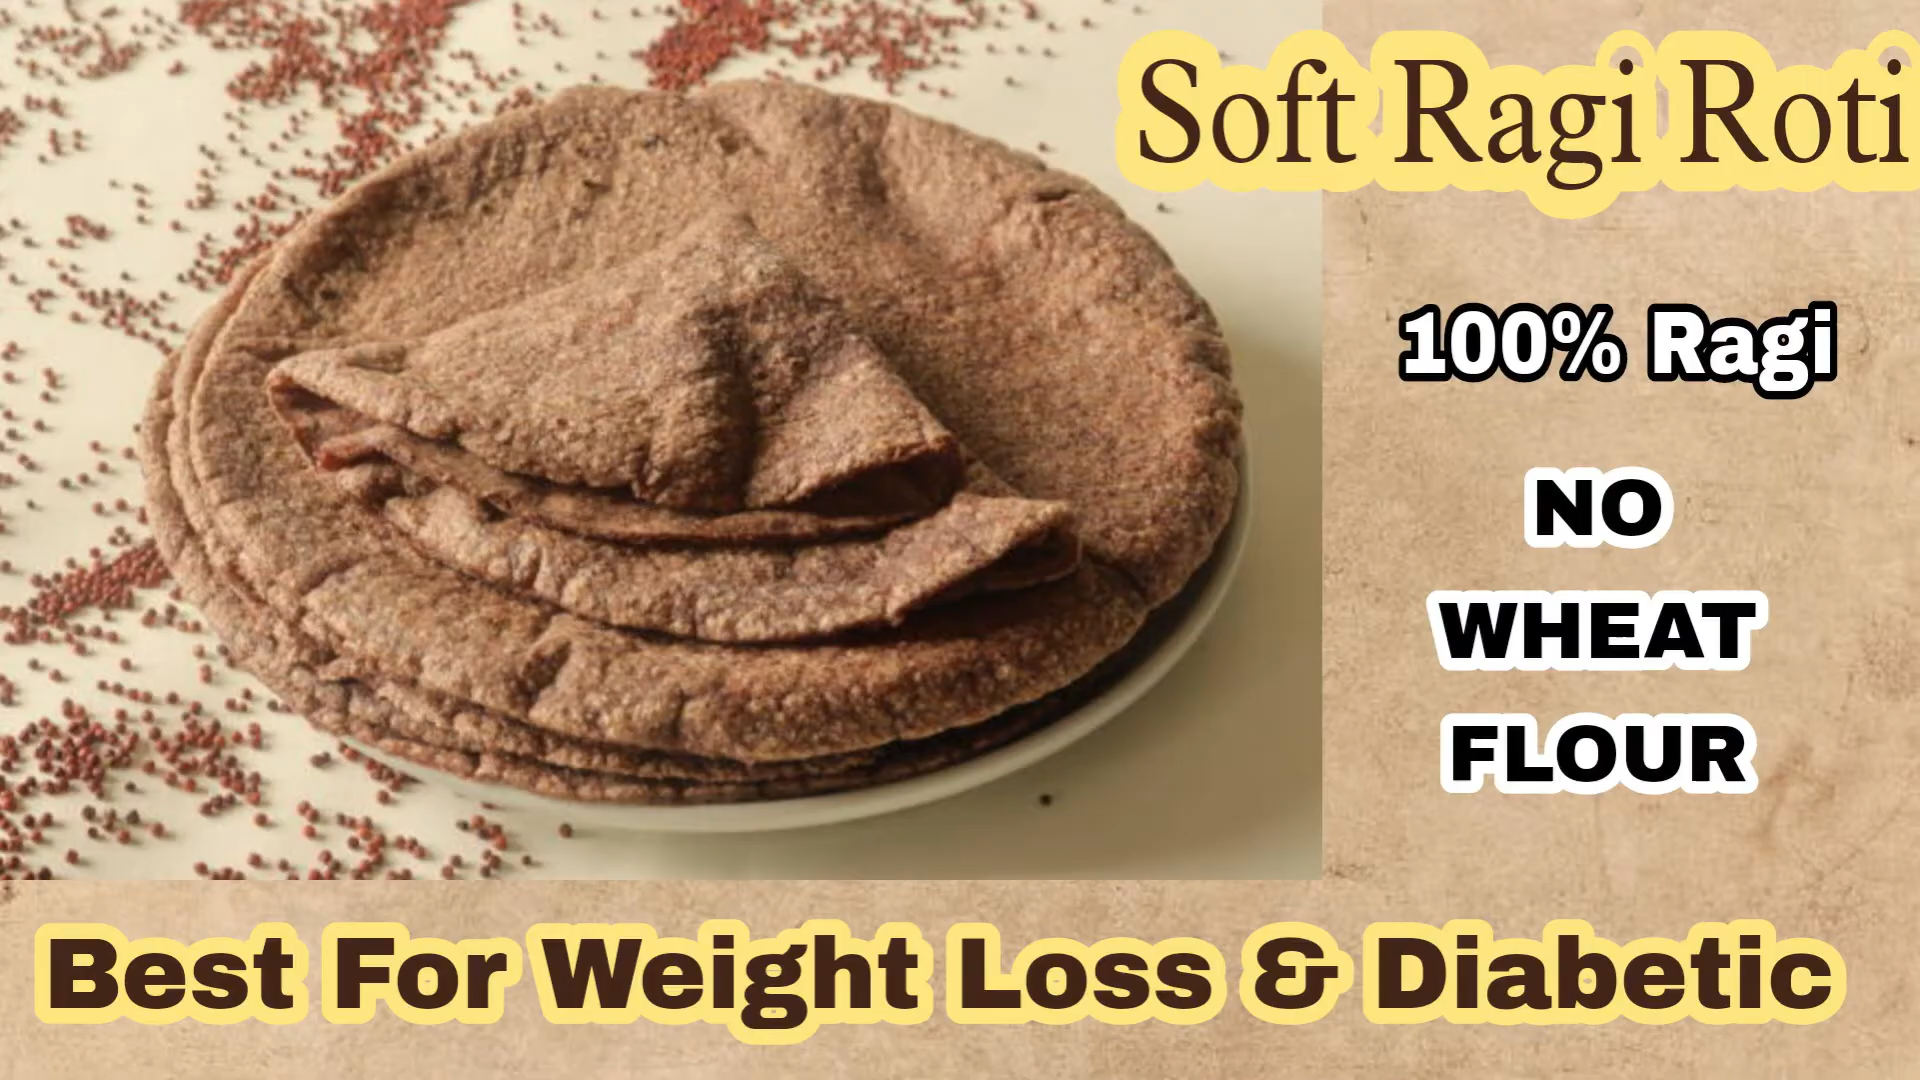 Soft Ragi Roti
100% Ragi
NO
WHEAT
FLOUR
Best For Weight Loss & Diabetic